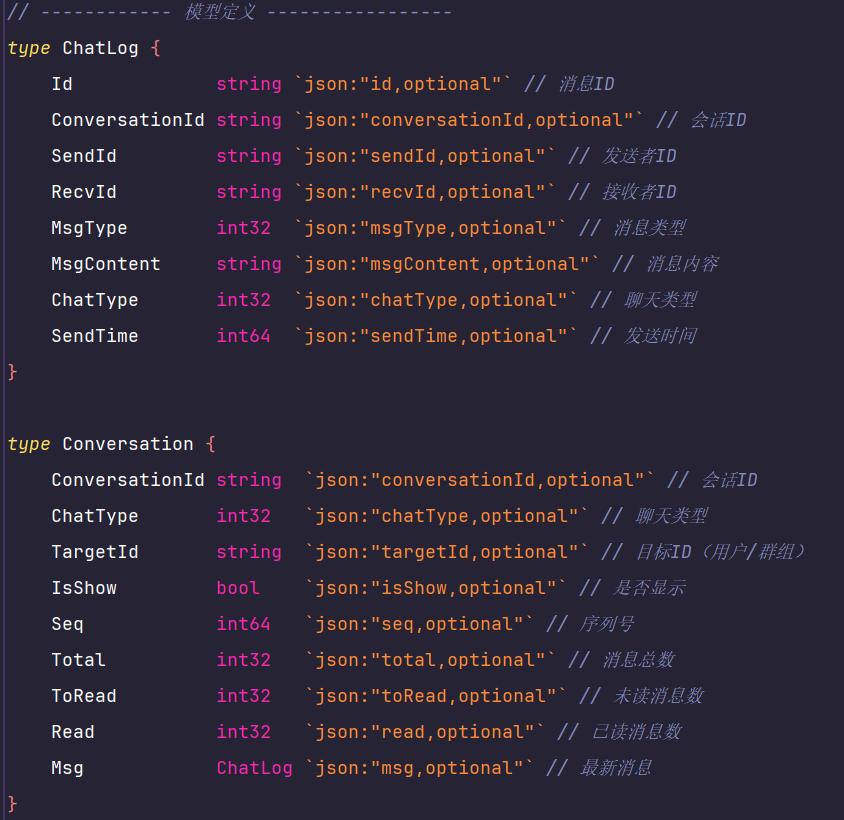 // ------------ 模型定义 -----------------
type ChatLog {
    Id             string `json:"id,optional"` // 消息ID
    ConversationId string `json:"conversationId,optional"` // 会话ID
    SendId         string `json:"sendId,optional"` // 发送者ID
    RecvId         string `json:"recvId,optional"` // 接收者ID
    MsgType        int32  `json:"msgType,optional"` // 消息类型
    MsgContent     string `json:"msgContent,optional"` // 消息内容
    ChatType       int32  `json:"chatType,optional"` // 聊天类型
    SendTime       int64  `json:"sendTime,optional"` // 发送时间
}
type Conversation {
    ConversationId string  `json:"conversationId,optional"` // 会话ID
    ChatType       int32   `json:"chatType,optional"` // 聊天类型
    TargetId       string  `json:"targetId,optional"` // 目标ID（用户/群组）
    IsShow         bool    `json:"isShow,optional"` // 是否显示
    Seq            int64   `json:"seq,optional"` // 序列号
    Total          int32   `json:"total,optional"` // 消息总数
    ToRead         int32   `json:"toRead,optional"` // 未读消息数
    Read           int32   `json:"read,optional"` // 已读消息数
    Msg            ChatLog `json:"msg,optional"` // 最新消息
}